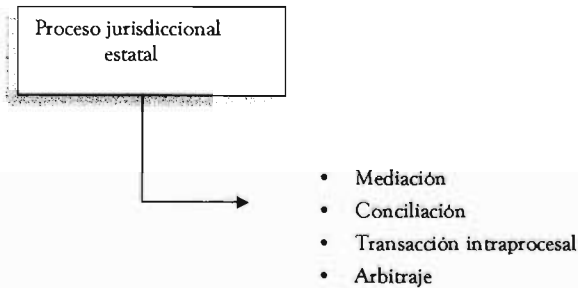 Proceso jurisdiccional
estatal
• Mediación
• Conciliación
• Transacción intraprocesal
• Arbitraje